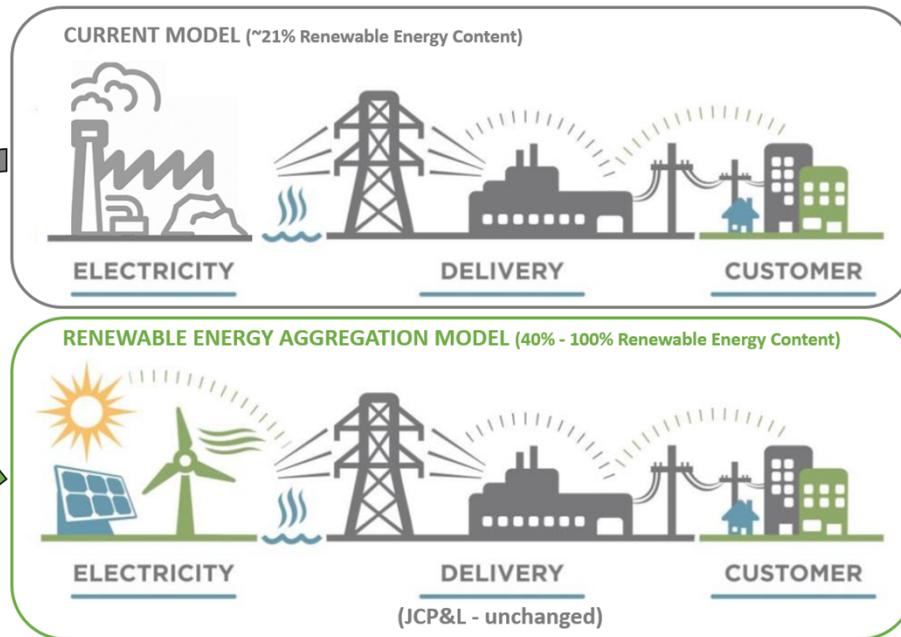 CURRENT MODEL (~21% Renewable Energy Content)
ELECTRICITY DELIVERY CUSTOMER
RENEWABLE ENERGY AGGREGATION MODEL (40% - 100% Renewable Energy Content)
ELECTRICITY DELIVERY CUSTOMER
(JCP&L - unchanged)